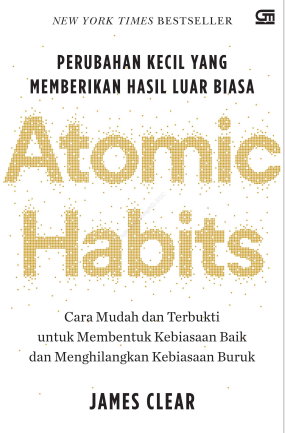 NEW YORK TIMES BESTSELLER
PERUBAHAN KECIL YANG
MEMBERIKAN HASIL LUAR BIASA
Atomic
Habits
Cara Mudah dan Terbukti
untuk Membentuk Kebiasaan Baik
dan Menghilangkan Kebiasaan Buruk
JAMES CLEAR